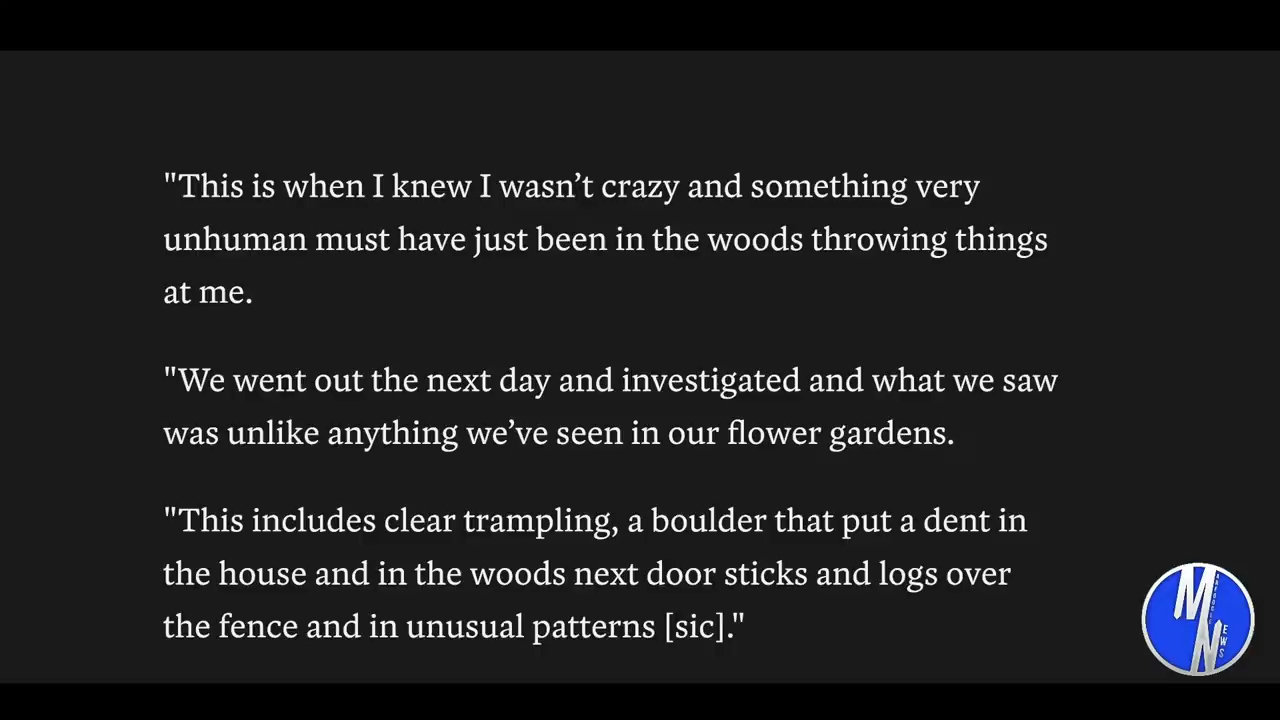 "This is when I knew I wasn’t crazy and something very
unhuman must have just been in the woods throwing things
at me.
"We went out the next day and investigated and what we saw
was unlike anything we’ve seen in our flower gardens.
"This includes clear trampling, a boulder that put a dent in
the house and in the woods next door sticks and logs over
the fence and in unusual patterns [sic]."